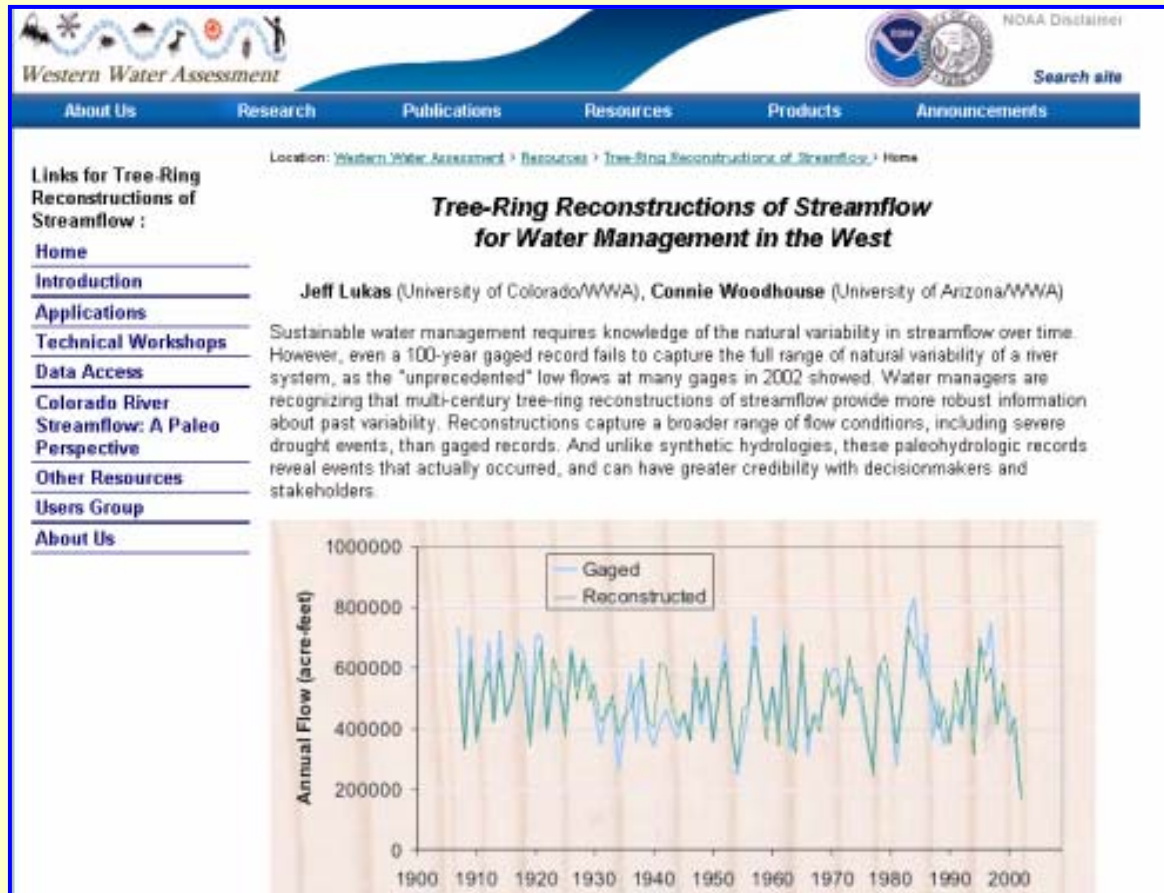 NOAA Disclaimer
Western Water Assessment
Search site
About Us Research Publications Resources Products Announcements
Location: Western Water Assessment > Resources > Tree-Ring Reconstructions of Streamflow > Home
Links for Tree-Ring
Reconstructions of
Streamflow :
Home
Introduction
Applications
Technical Workshops
Data Access
Colorado River
Streamflow: A Paleo
Perspective
Other Resources
Users Group
About Us
Tree-Ring Reconstructions of Streamflow
for Water Management in the West
Jeff Lukas (University of Colorado/WWA), Connie Woodhouse (University of Arizona/WWA)
Sustainable water management requires knowledge of the natural variability in streamflow over time.
However, even a 100-year gaged record fails to capture the full range of natural variability of a river
system, as the "unprecedented" low flows at many gages in 2002 showed. Water managers are
recognizing that multi-century tree-ring reconstructions of streamflow provide more robust information
about past variability. Reconstructions capture a broader range of flow conditions, including severe
drought events, than gaged records. And unlike synthetic hydrologies, these paleohydrologic records
reveal events that actually occurred, and can have greater credibility with decisionmakers and
stakeholders.
Gaged
Reconstructed
Annual Flow (acre-feet)
1000000
800000
600000
400000
200000
0
1900 1910 1920 1930 1940 1950 1960 1970 1980 1990 2000